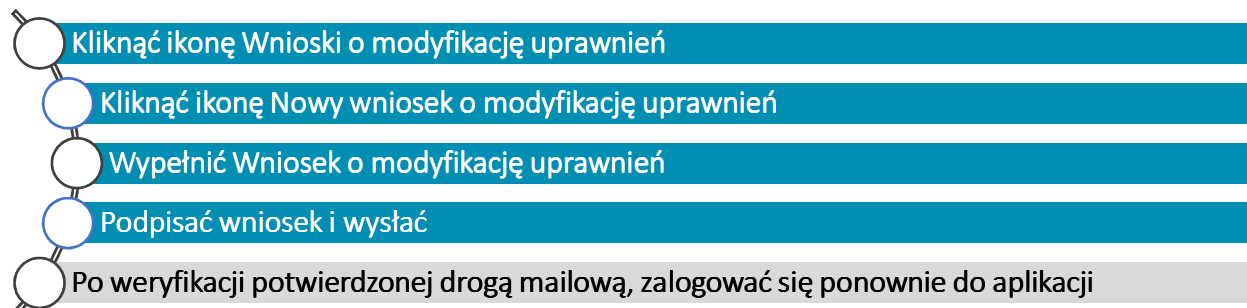 Kliknąć ikonę Wnioski o modyfikację uprawnień
Kliknąć ikonę Nowy wniosek o modyfikację uprawnień
Wypełnić Wniosek o modyfikację uprawnień
Podpisać wniosek i wysłać
Po weryfikacji potwierdzonej drogą mailową, zalogować się ponownie do aplikacji